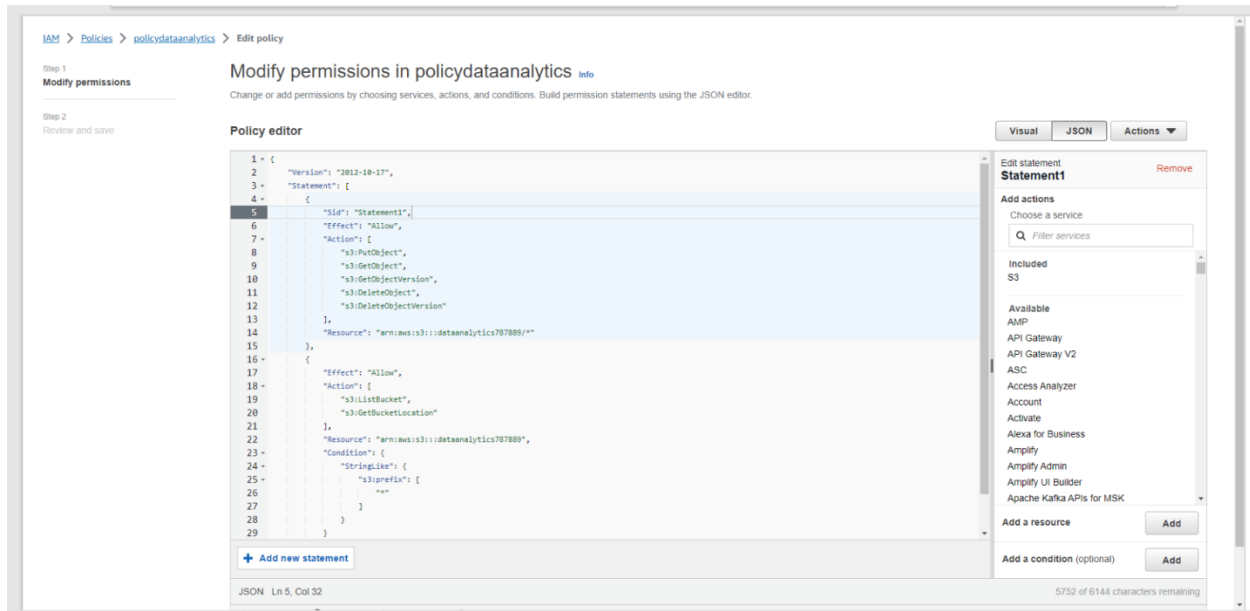 IAM > Policies > policydataanalytics > Edit policy
Step 1
Modify permissions
Step 2
Review and save
Modify permissions in policydataanalytics Info
Change or add permissions by choosing services, actions, and conditions. Build permission statements using the JSON editor.
Policy editor
Visual JSON Actions
1 {
2 "Version": "2012-10-17",
3 "Statement": [
4 {
5 "Sid": "Statement1",
6 "Effect": "Allow",
7 "Action": [
8 "s3:PutObject",
9 "s3:GetObject",
10 "s3:GetObjectVersion",
11 "s3:DeleteObject",
12 "s3:DeleteObjectVersion"
13 ],
14 "Resource": "arn:aws:s3:::dataanalytics787889/*"
15 },
16 {
17 "Effect": "Allow",
18 "Action": [
19 "s3:ListBucket",
20 "s3:GetBucketLocation"
21 ],
22 "Resource": "arn:aws:s3:::dataanalytics787889",
23 "Condition": {
24 "StringLike": {
25 "s3:prefix": [
26 "*"
27 ]
28 }
29 }
+ Add new statement
JSON Ln 5, Col 32
Edit statement
Statement1
Remove
Add actions
Choose a service
Filter services
Included
S3
Available
AMP
API Gateway
API Gateway V2
ASC
Access Analyzer
Account
Activate
Alexa for Business
Amplify
Amplify Admin
Amplify UI Builder
Apache Kafka APIs for MSK
Add a resource
Add
Add a condition (optional)
Add
5752 of 6144 characters remaining